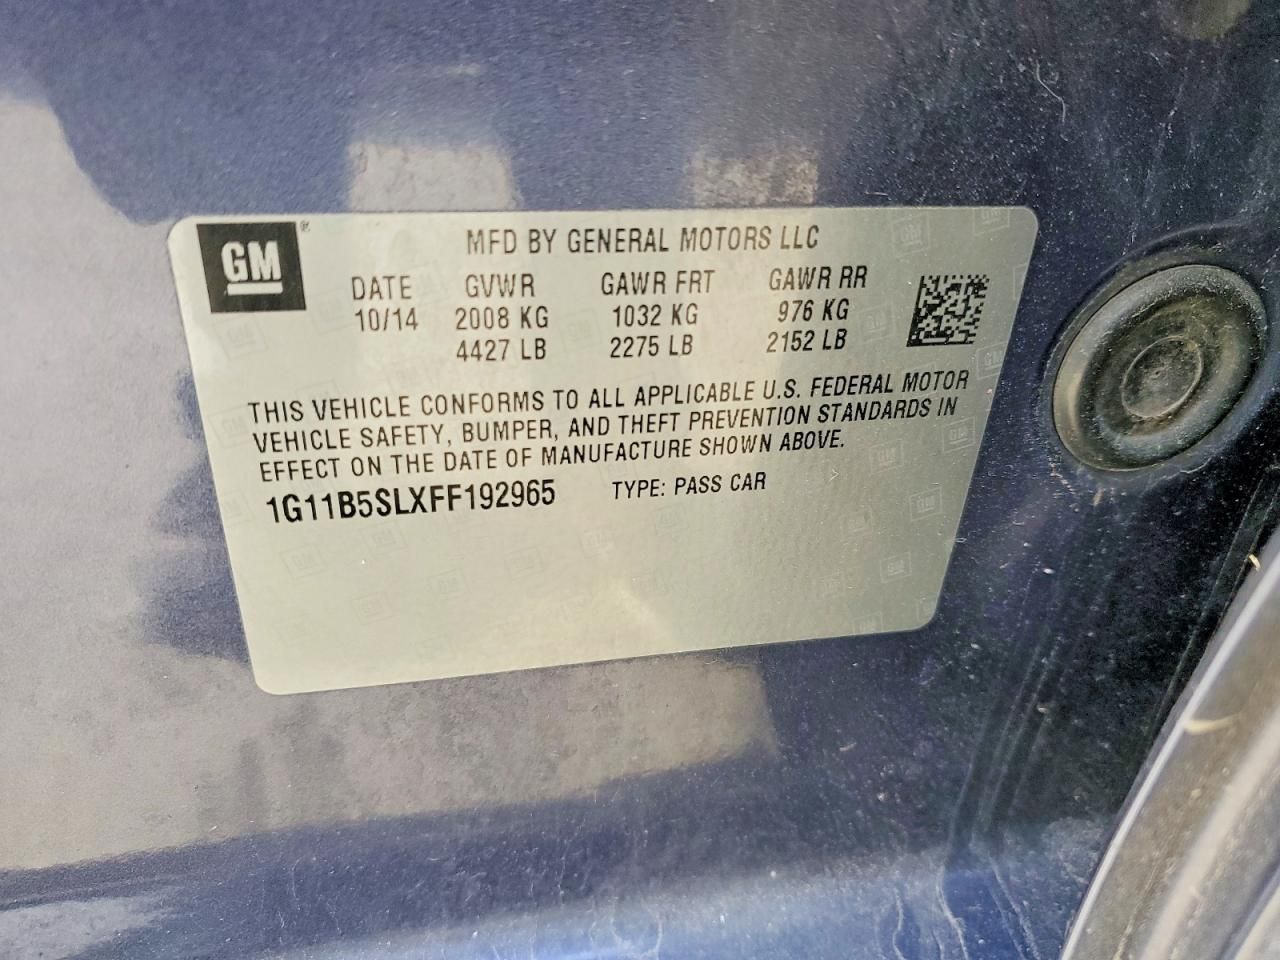 GM
MFD BY GENERAL MOTORS LLC
DATE GVWR GAWR FRT GAWR RR
10/14 2008 KG 1032 KG 976 KG
4427 LB 2275 LB 2152 LB
THIS VEHICLE CONFORMS TO ALL APPLICABLE U.S. FEDERAL MOTOR
VEHICLE SAFETY, BUMPER, AND THEFT PREVENTION STANDARDS IN
EFFECT ON THE DATE OF MANUFACTURE SHOWN ABOVE.
1G11B5SLXFF192965 TYPE: PASS CAR